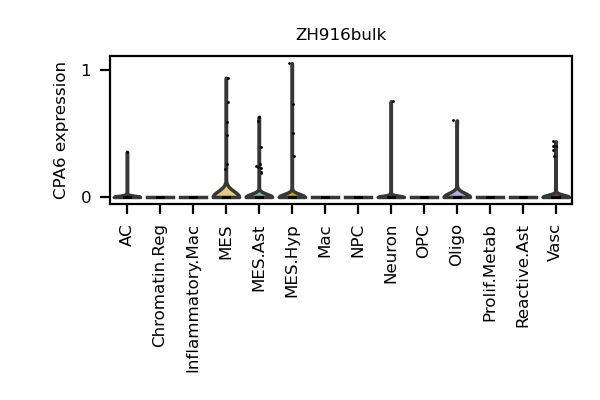 ZH916bulk
CPA6 expression
1
0
AC
Chromatin.Reg
Inflammatory.Mac
MES
MES.Ast
MES.Hyp
Mac
NPC
Neuron
OPC
Oligo
Prolif.Metab
Reactive.Ast
Vasc